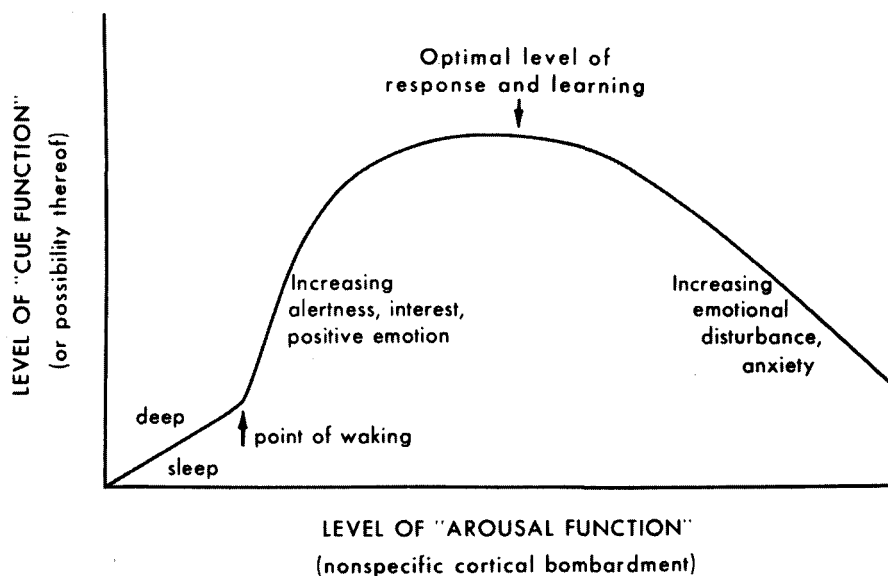 Optimal level of
response and learning
LEVEL OF "CUE FUNCTION"
(or possibility thereof)
Increasing
alertness, interest,
positive emotion
Increasing
emotional
disturbance,
anxiety
deep
sleep
point of waking
LEVEL OF "AROUSAL FUNCTION"
(nonspecific cortical bombardment)